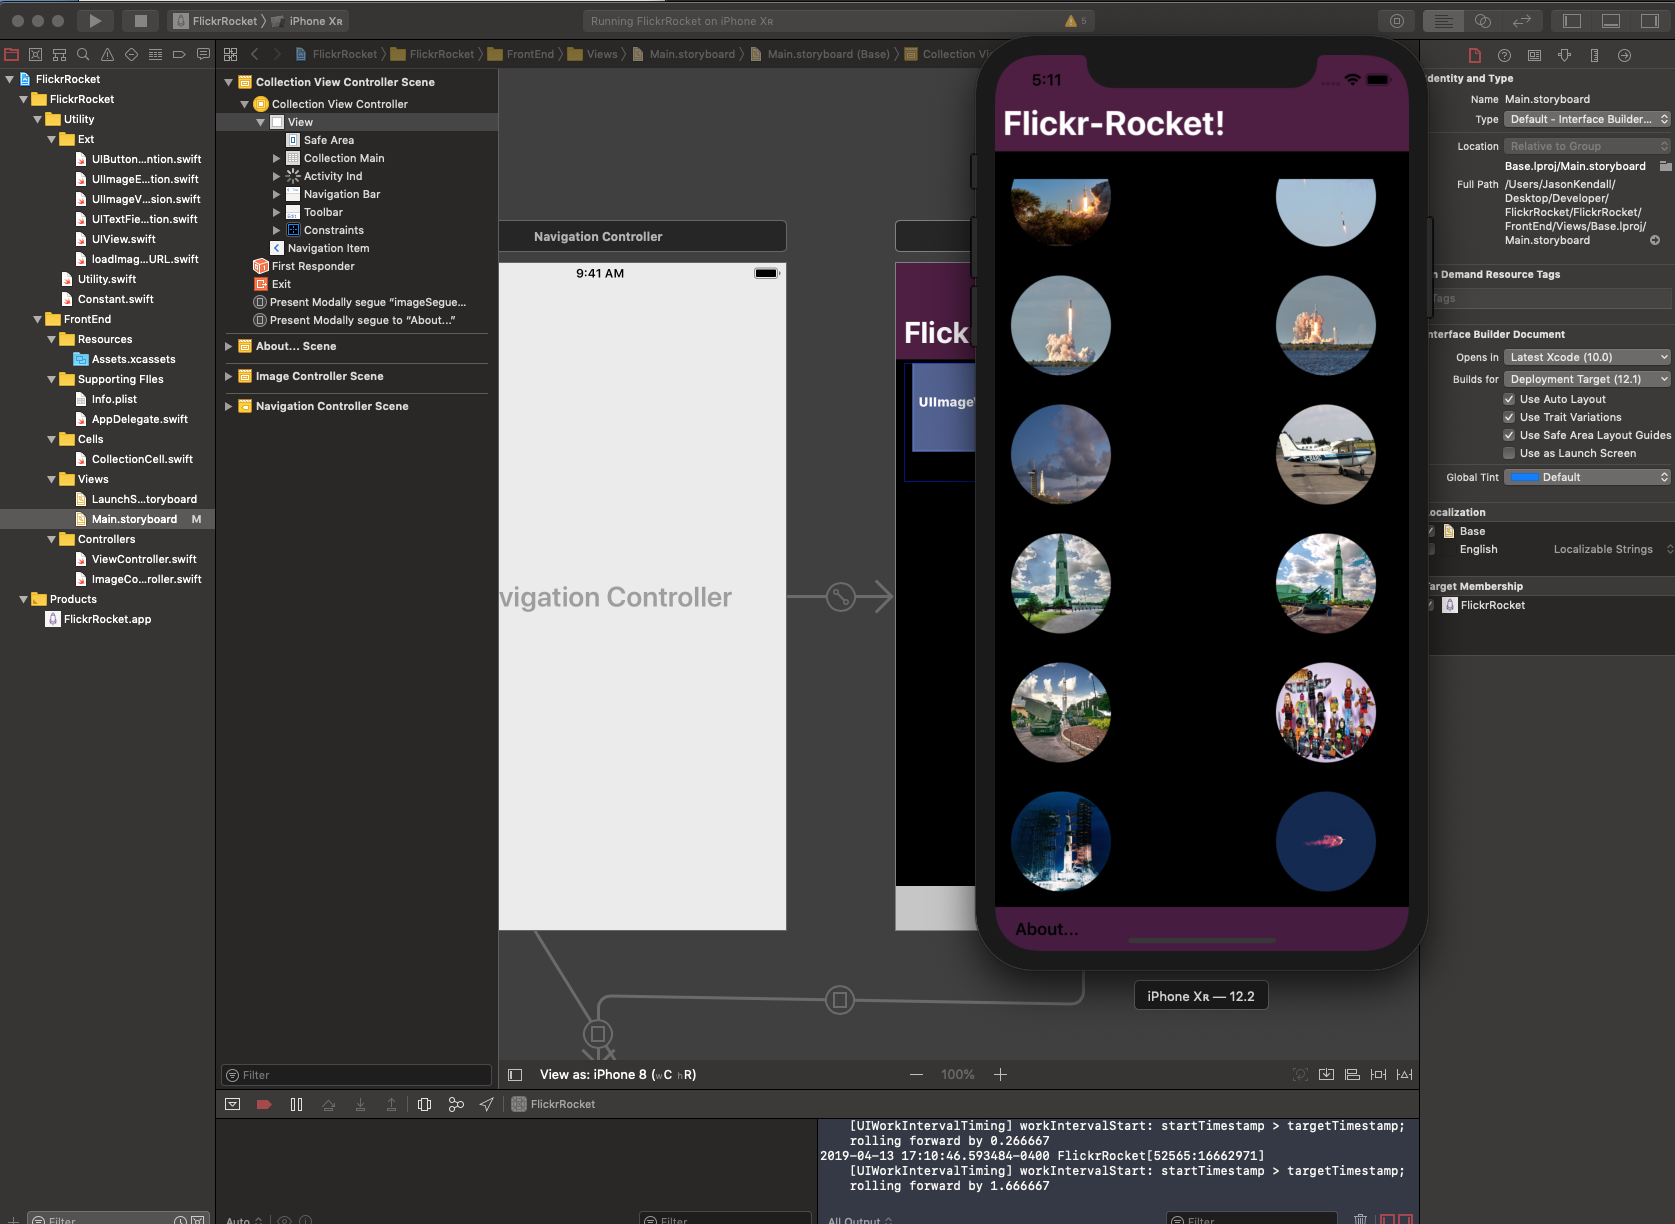 FlickrRocket
iPhone XR
Running FlickrRocket on iPhone XR
5
FlickrRocket
FlickrRocket
FrontEnd
Views
Main.storyboard
Main.storyboard (Base)
Collection Vi
FlickrRocket
FlickrRocket
Utility
Ext
UIButton...ntion.swift
UIImageE...tion.swift
UIImageV...sion.swift
UITextFie...tion.swift
UIView.swift
loadImag...URL.swift
Utility.swift
Constant.swift
FrontEnd
Resources
Assets.xcassets
Supporting FIles
Info.plist
AppDelegate.swift
Cells
CollectionCell.swift
Views
LaunchS...toryboard
Main.storyboard M
Controllers
ViewController.swift
ImageCo...roller.swift
Products
FlickrRocket.app
Filter
Collection View Controller Scene
Collection View Controller
View
Safe Area
Collection Main
Activity Ind
Navigation Bar
Toolbar
Constraints
Navigation Item
First Responder
Exit
Present Modally segue “imageSegue...
Present Modally segue to “About...”
About... Scene
Image Controller Scene
Navigation Controller Scene
Filter
Navigation Controller
9:41 AM
vigation Controller
Flick
UIImage
5:11
Flickr-Rocket!
About...
iPhone XR — 12.2
View as: iPhone 8 (wC hR)
100%
FlickrRocket
[UIWorkIntervalTiming] workIntervalStart: startTimestamp > targetTimestamp;
rolling forward by 0.266667
2019-04-13 17:10:46.593484-0400 FlickrRocket[52565:16662971]
[UIWorkIntervalTiming] workIntervalStart: startTimestamp > targetTimestamp;
rolling forward by 1.666667
Auto
Filter
All Output
Filter
dentity and Type
Name Main.storyboard
Type Default - Interface Builder...
Location Relative to Group
Base.lproj/Main.storyboard
Full Path /Users/JasonKendall/
Desktop/Developer/
FlickrRocket/FlickrRocket/
FrontEnd/Views/Base.lproj/
Main.storyboard
n Demand Resource Tags
Tags
nterface Builder Document
Opens in Latest Xcode (10.0)
Builds for Deployment Target (12.1)
Use Auto Layout
Use Trait Variations
Use Safe Area Layout Guides
Use as Launch Screen
Global Tint Default
ocalization
Base
English Localizable Strings
arget Membership
FlickrRocket